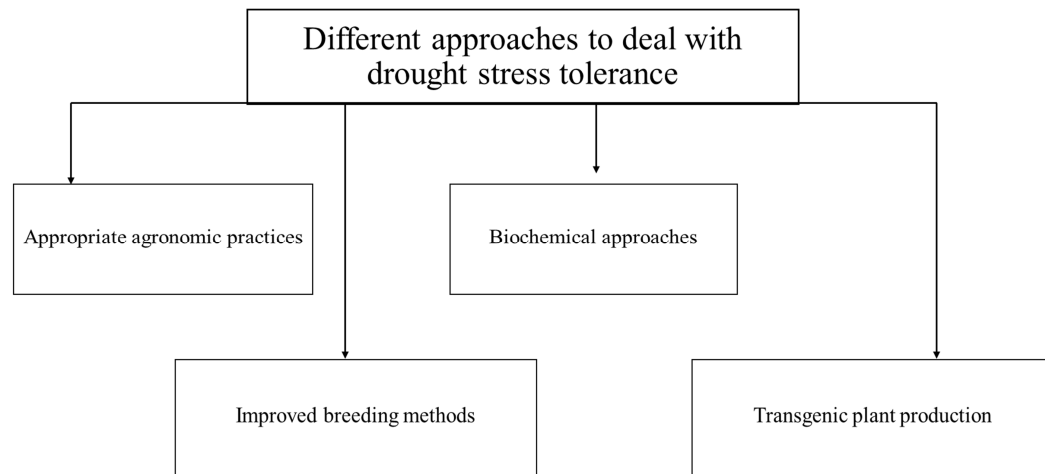 Different approaches to deal with
drought stress tolerance
Appropriate agronomic practices
Biochemical approaches
Improved breeding methods
Transgenic plant production